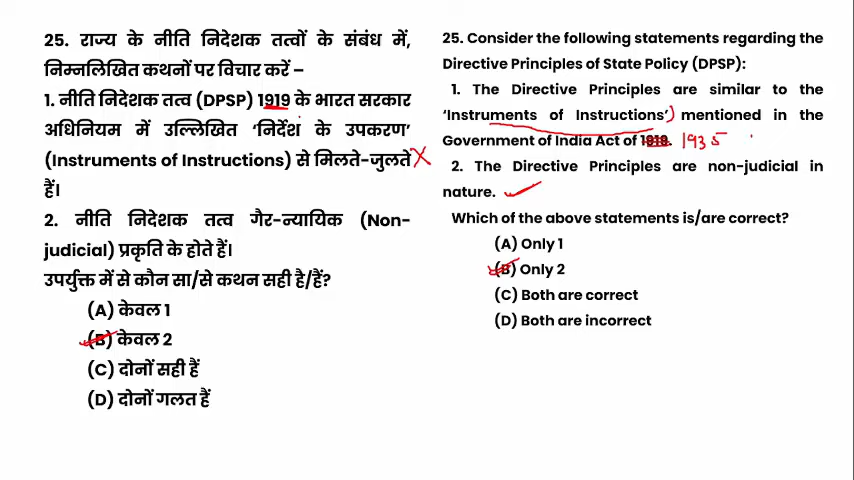 25. राज्य के नीति निदेशक तत्वों के संबंध में,
निम्नलिखित कथनों पर विचार करें –
1. नीति निदेशक तत्व (DPSP) 1919 के भारत सरकार
अधिनियम में उल्लिखित ‘निर्देश के उपकरण’
(Instruments of Instructions) से मिलते-जुलते
हैं।
2. नीति निदेशक तत्व गैर-न्यायिक (Non-
judicial) प्रकृति के होते हैं।
उपर्युक्त में से कौन सा/से कथन सही है/हैं?
(A) केवल 1
(B) केवल 2
(C) दोनों सही हैं
(D) दोनों गलत हैं
25. Consider the following statements regarding the
Directive Principles of State Policy (DPSP):
1. The Directive Principles are similar to the
‘Instruments of Instructions’ mentioned in the
Government of India Act of 1935
2. The Directive Principles are non-judicial in
nature.
Which of the above statements is/are correct?
(A) Only 1
(B) Only 2
(C) Both are correct
(D) Both are incorrect